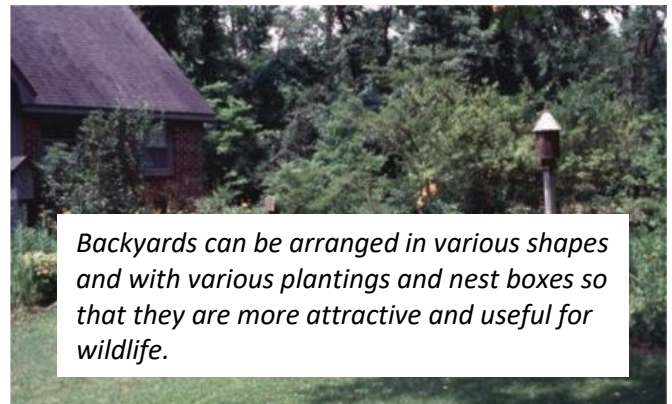 Backyards can be arranged in various shapes
and with various plantings and nest boxes so
that they are more attractive and useful for
wildlife.